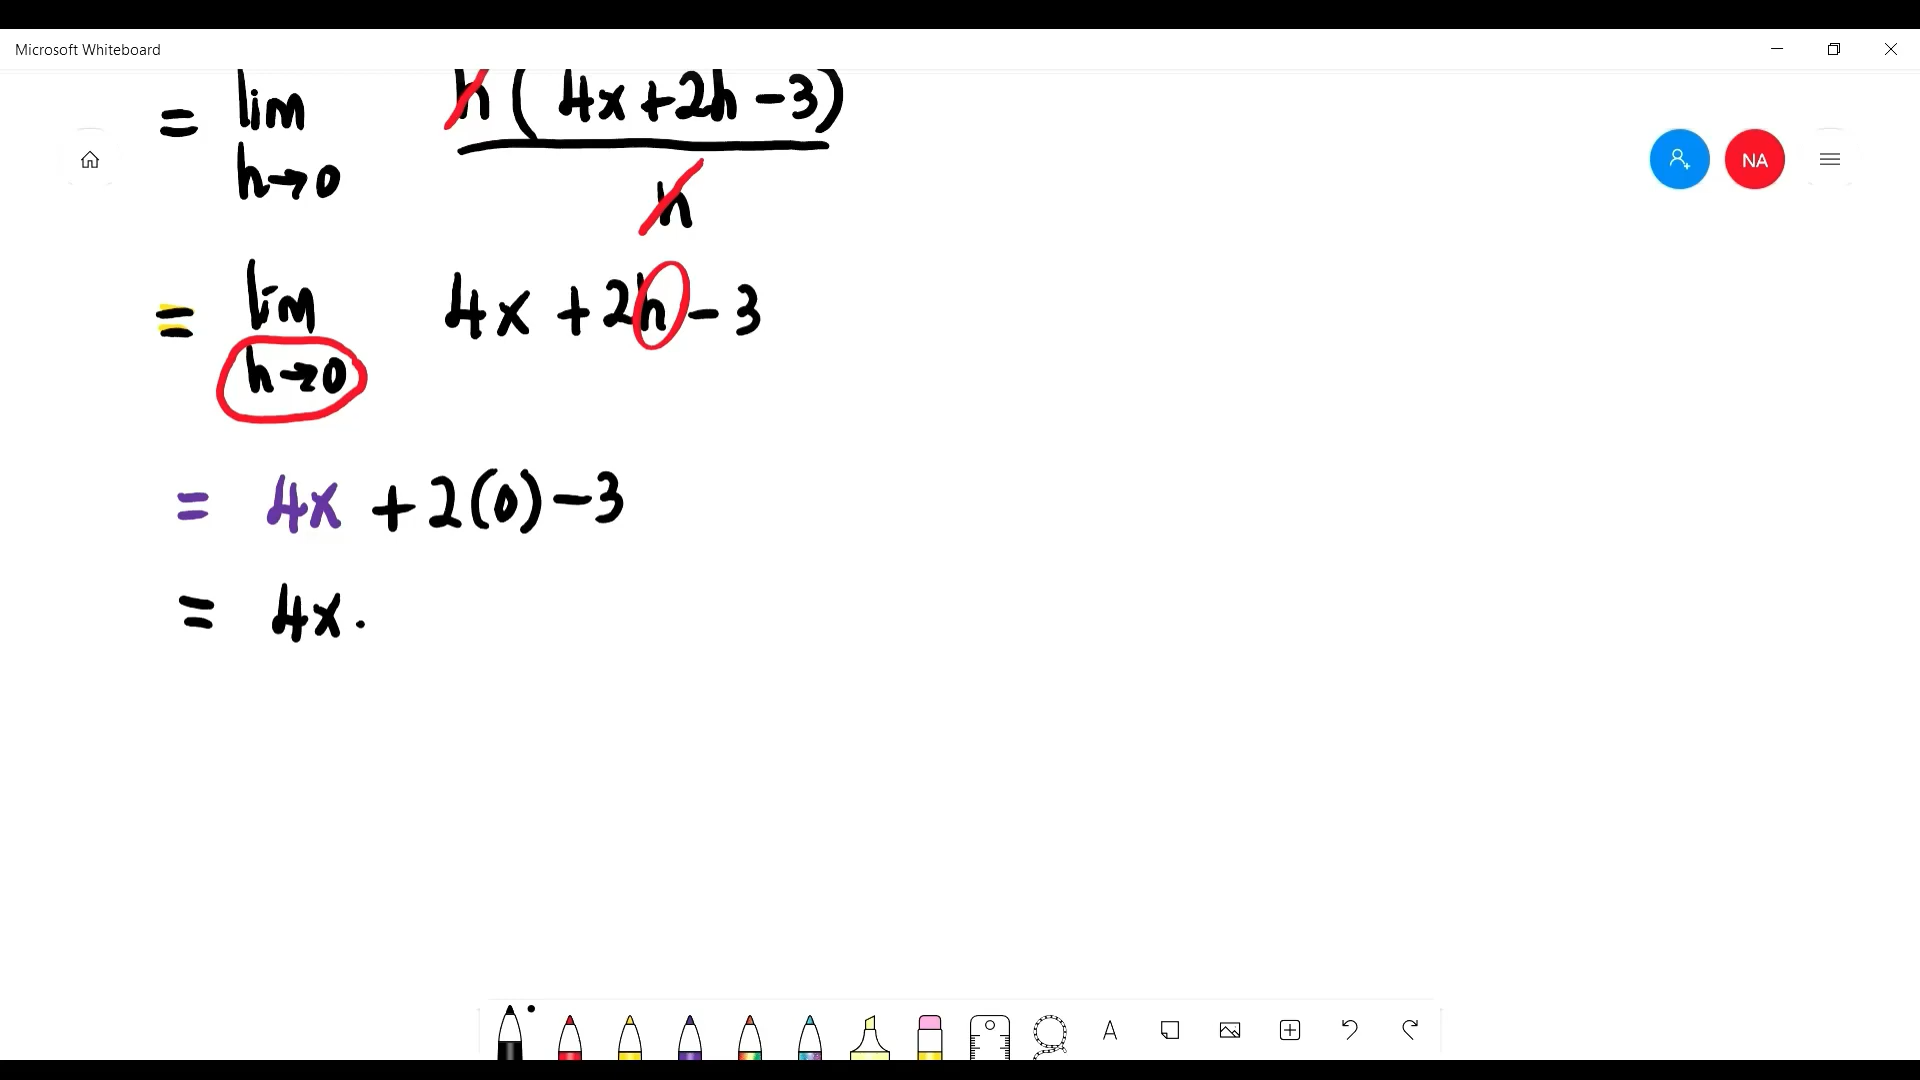 Microsoft Whiteboard
= lim h(4x+2h-3)
h→0 h
NA
= lim 4x + 2h - 3
h→0
= 4x + 2(0) - 3
= 4x.
A